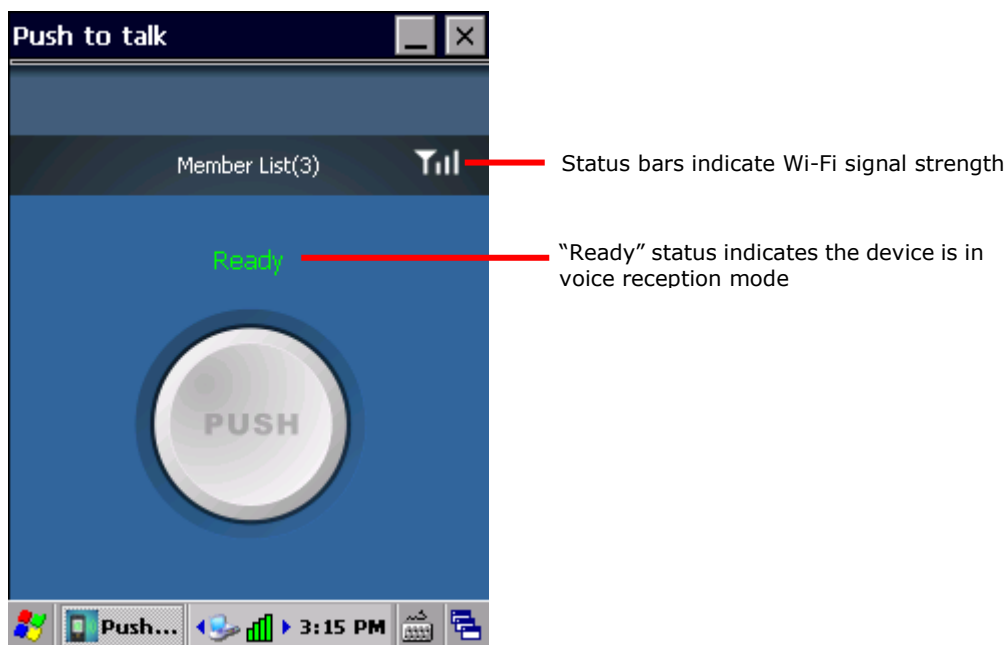 Push to talk
Member List(3)
Status bars indicate Wi-Fi signal strength
Ready
“Ready” status indicates the device is in
voice reception mode
PUSH
Push... 3:15 PM